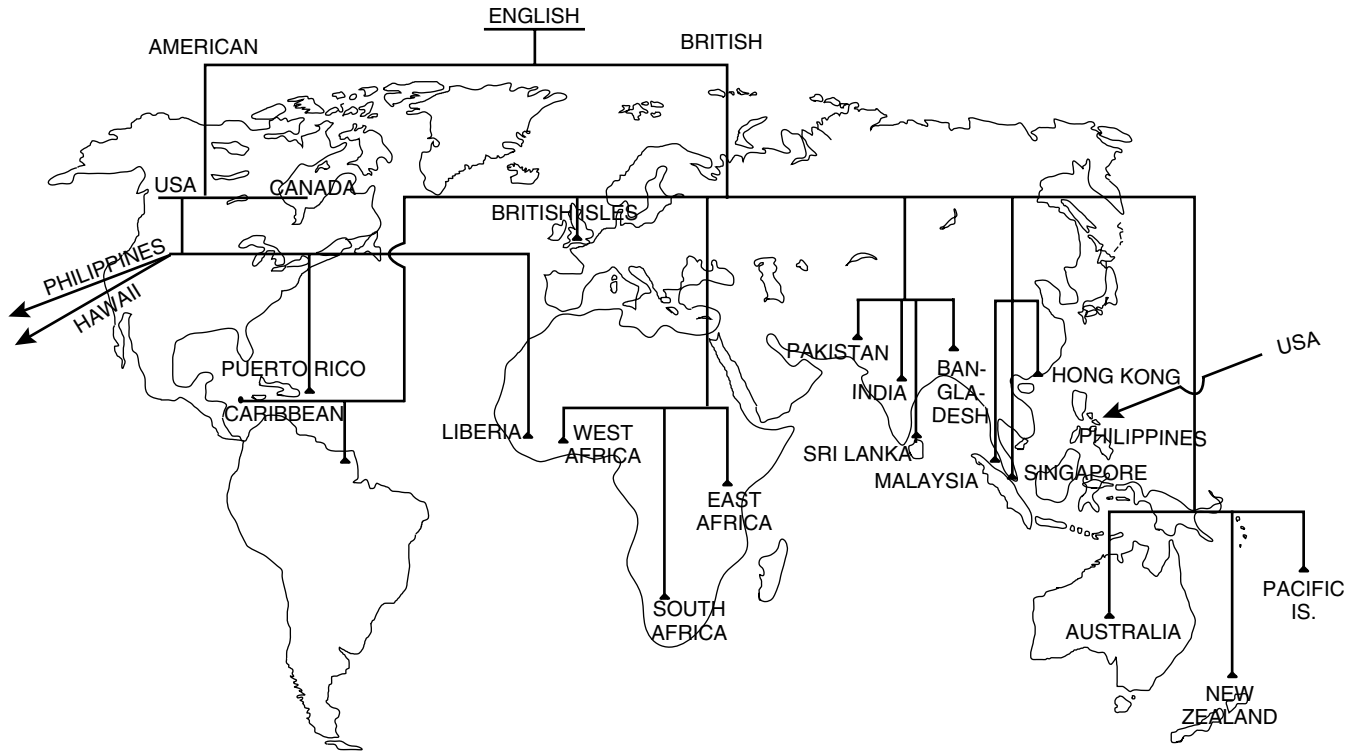 ENGLISH
AMERICAN
BRITISH
USA
CANADA
BRITISH ISLES
PHILIPPINES
HAWAII
PUERTO RICO
CARIBBEAN
LIBERIA
WEST
AFRICA
EAST
AFRICA
SOUTH
AFRICA
PAKISTAN
INDIA
BAN-
GLA-
DESH
SRI LANKA
MALAYSIA
SINGAPORE
HONG KONG
USA
PHILIPPINES
AUSTRALIA
NEW
ZEALAND
PACIFIC
IS.